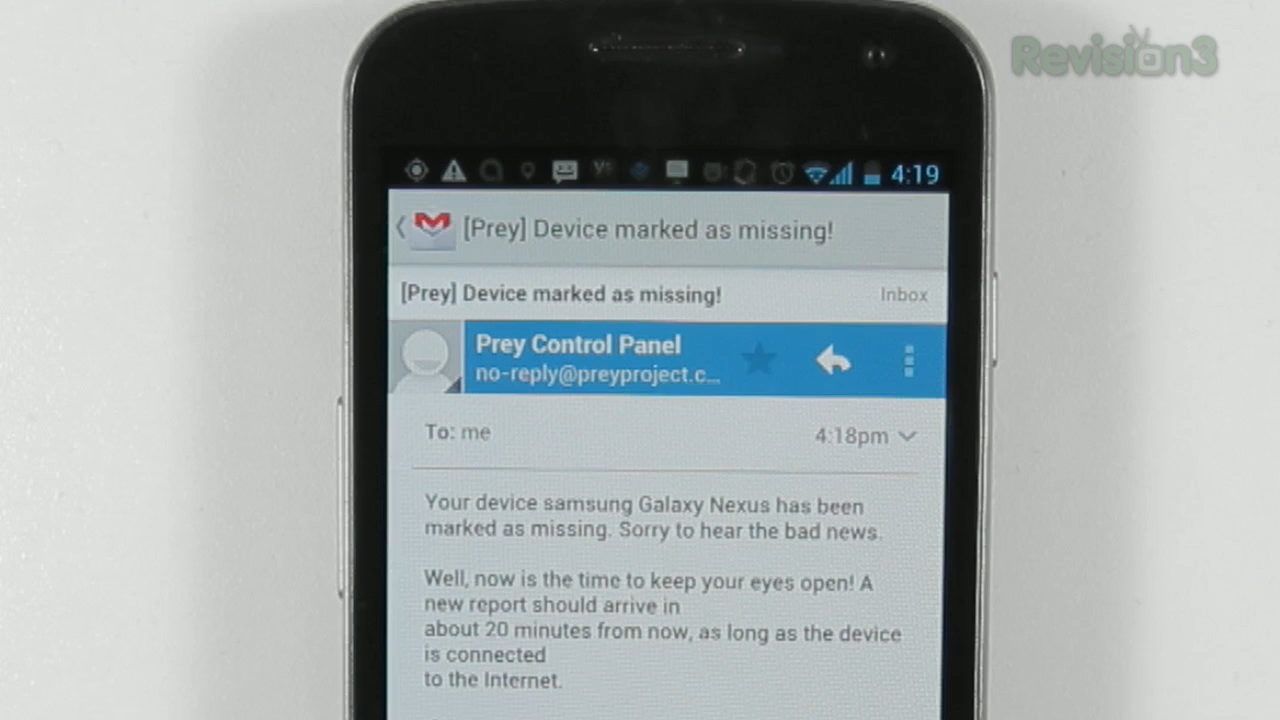 Revision3
4:19
[Prey] Device marked as missing!
[Prey] Device marked as missing!
Inbox
Prey Control Panel
no-reply@preyproject.c...
To: me
4:18pm
Your device samsung Galaxy Nexus has been
marked as missing. Sorry to hear the bad news.
Well, now is the time to keep your eyes open! A
new report should arrive in
about 20 minutes from now, as long as the device
is connected
to the Internet.